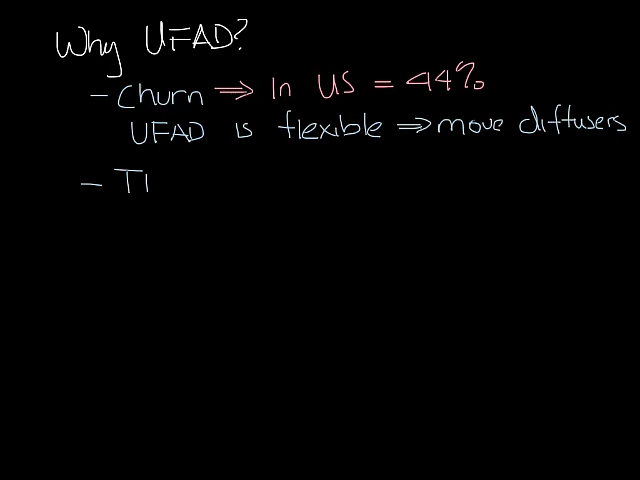 Why UFAD?
- Churn ⇒ In US = 44%
UFAD is flexible ⇒ move diffusers
-